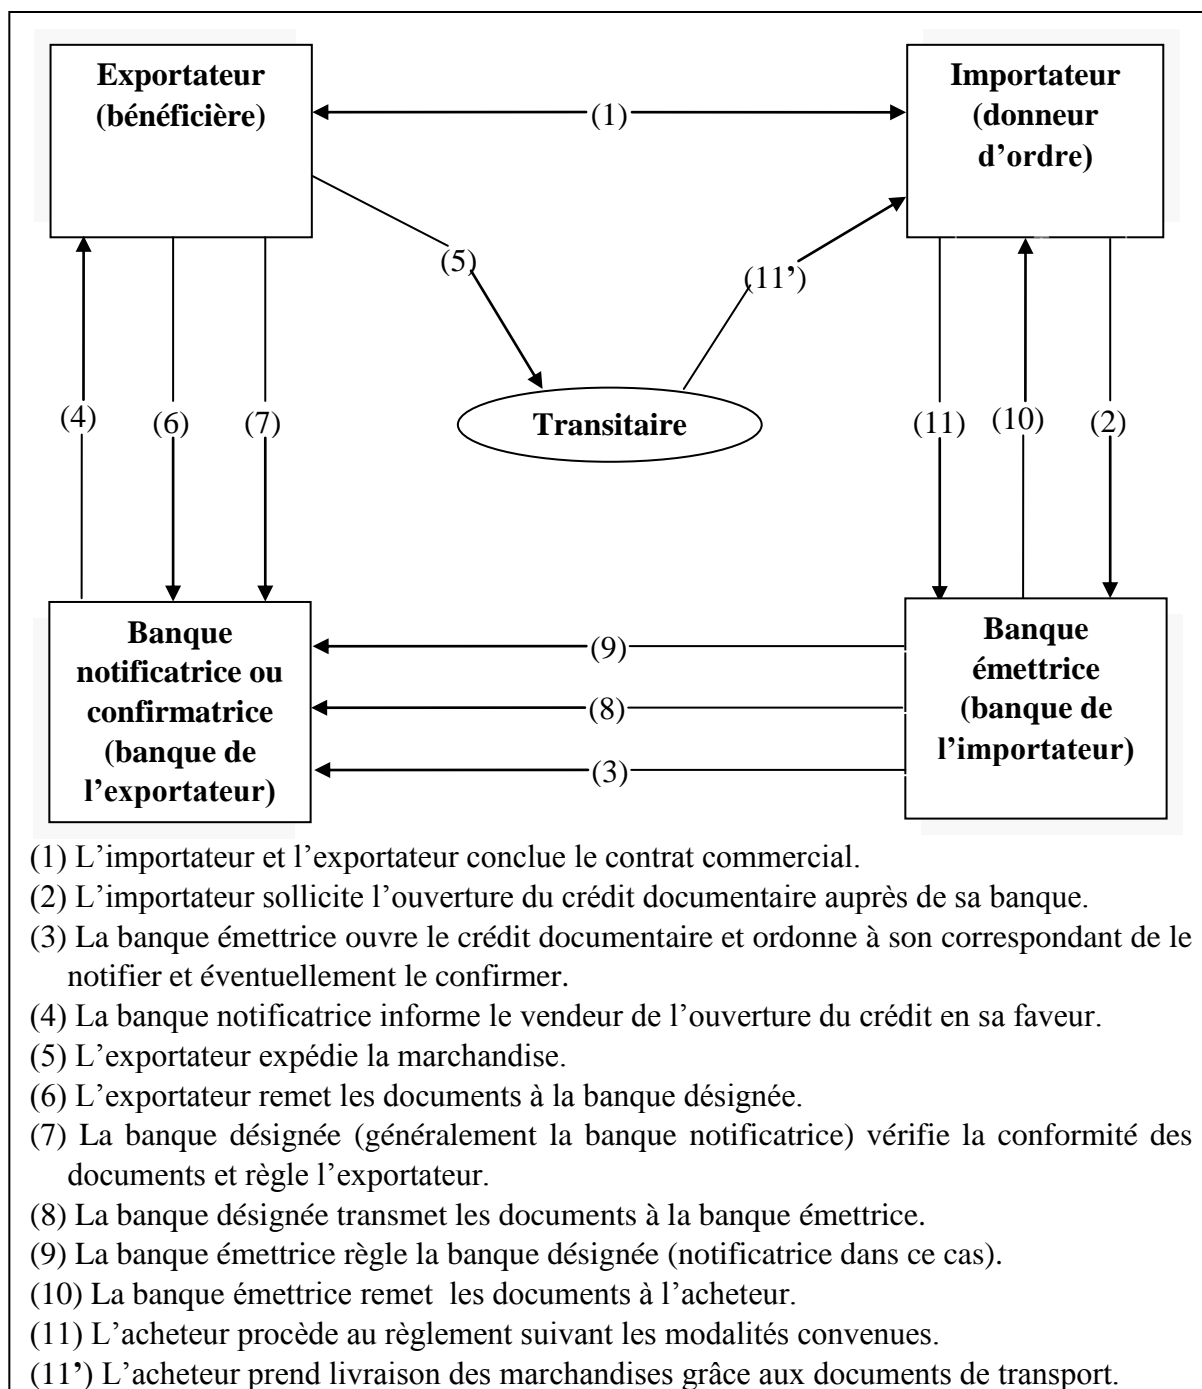 Exportateur
(bénéficière)
(1)
Importateur
(donneur
d’ordre)
(5)
(11’)
(4)
(6)
(7)
Transitaire
(11)
(10)
(2)
Banque
notificatrice ou
confirmatrice
(banque de
l’exportateur)
(9)
(8)
(3)
Banque
émettrice
(banque de
l’importateur)
(1) L’importateur et l’exportateur conclue le contrat commercial.
(2) L’importateur sollicite l’ouverture du crédit documentaire auprès de sa banque.
(3) La banque émettrice ouvre le crédit documentaire et ordonne à son correspondant de le
notifier et éventuellement le confirmer.
(4) La banque notificatrice informe le vendeur de l’ouverture du crédit en sa faveur.
(5) L’exportateur expédie la marchandise.
(6) L’exportateur remet les documents à la banque désignée.
(7) La banque désignée (généralement la banque notificatrice) vérifie la conformité des
documents et règle l’exportateur.
(8) La banque désignée transmet les documents à la banque émettrice.
(9) La banque émettrice règle la banque désignée (notificatrice dans ce cas).
(10) La banque émettrice remet les documents à l’acheteur.
(11) L’acheteur procède au règlement suivant les modalités convenues.
(11’) L’acheteur prend livraison des marchandises grâce aux documents de transport.